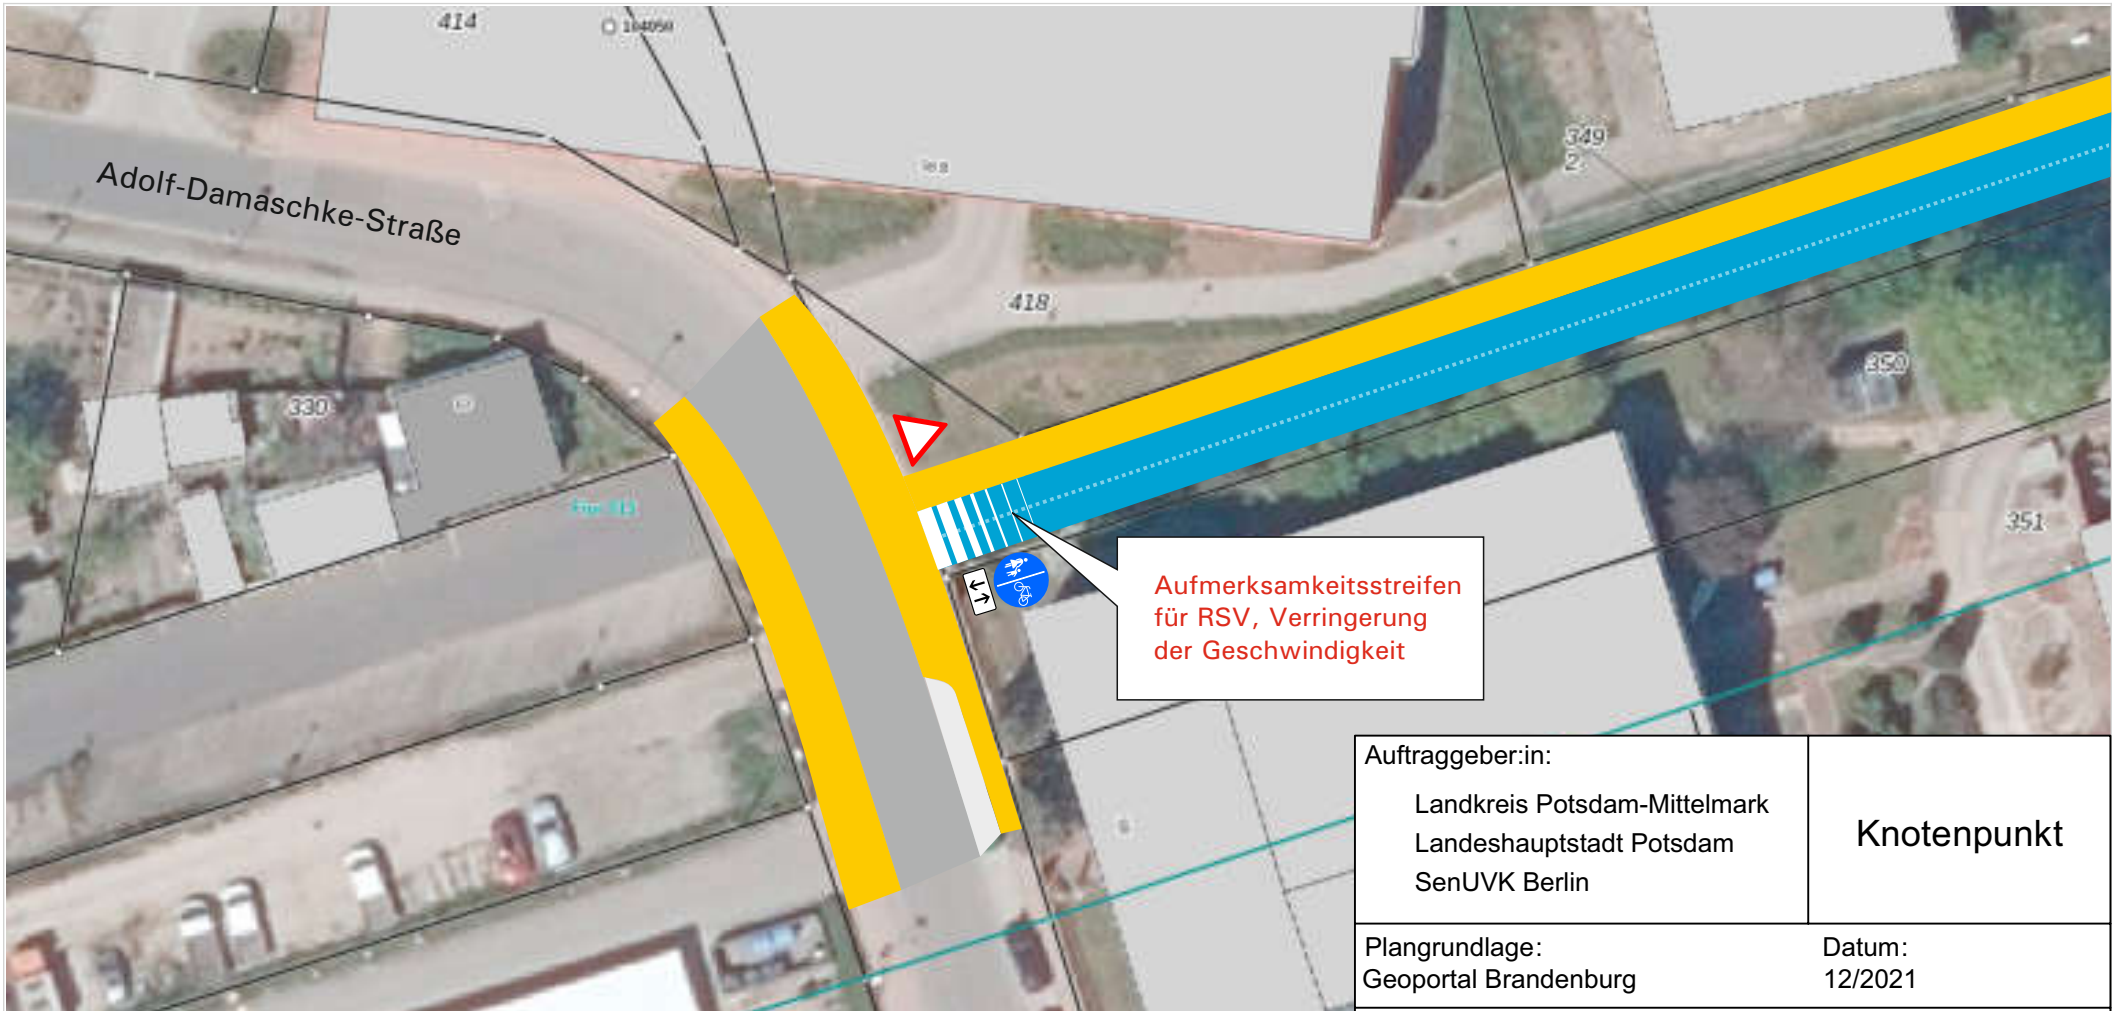 414
104050
Adolf-Damaschke-Straße
349
2
418
350
330
351
Aufmerksamkeitsstreifen
für RSV, Verringerung
der Geschwindigkeit
Auftraggeber:in:
Landkreis Potsdam-Mittelmark
Landeshauptstadt Potsdam
SenUVK Berlin
Knotenpunkt
Plangrundlage:
Geoportal Brandenburg
Datum:
12/2021